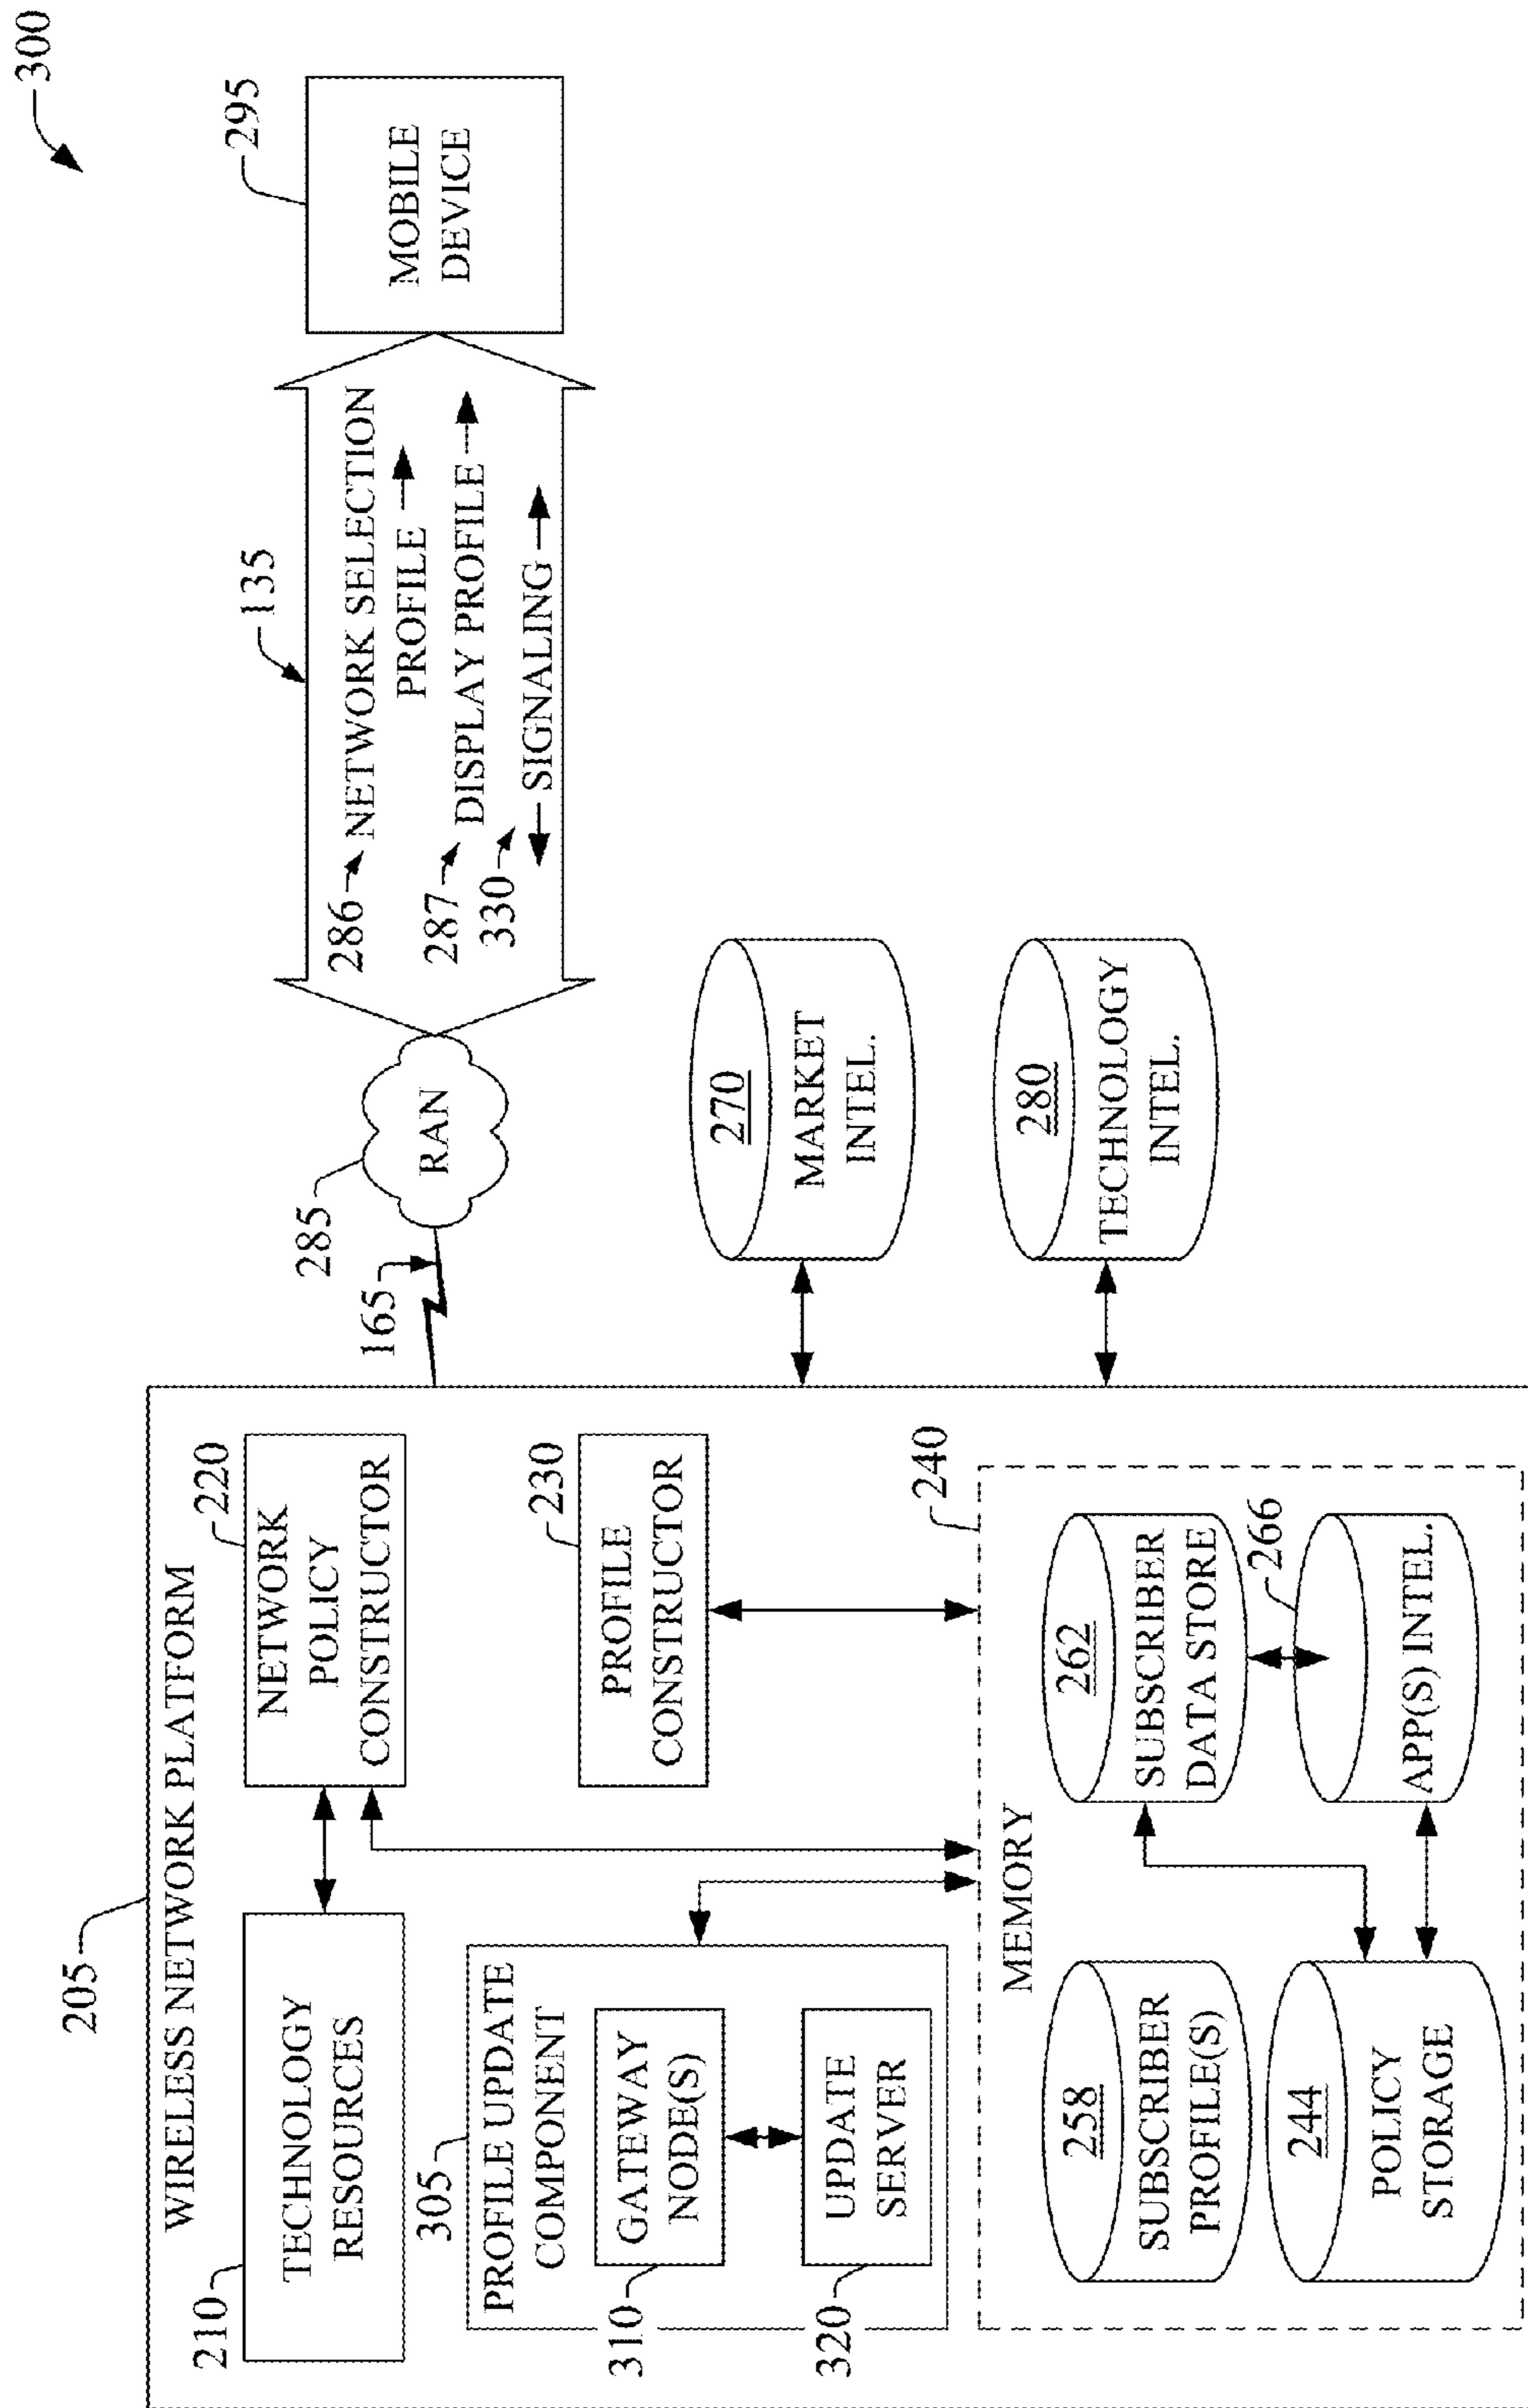 300
205
WIRELESS NETWORK PLATFORM
210
TECHNOLOGY
RESOURCES
220
NETWORK
POLICY
CONSTRUCTOR
305
PROFILE UPDATE
COMPONENT
310
GATEWAY
NODE(S)
320
UPDATE
SERVER
230
PROFILE
CONSTRUCTOR
240
MEMORY
258
SUBSCRIBER
PROFILE(S)
262
SUBSCRIBER
DATA STORE
266
244
POLICY
STORAGE
APP(S) INTEL.
165
285
RAN
135
286
NETWORK SELECTION
PROFILE
287
DISPLAY PROFILE
330
SIGNALING
295
MOBILE
DEVICE
270
MARKET
INTEL.
280
TECHNOLOGY
INTEL.